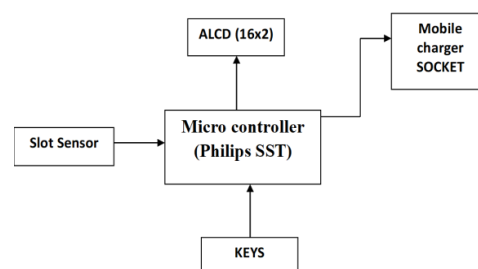 ALCD (16x2)
Mobile
charger
SOCKET
Slot Sensor
Micro controller
(Philips SST)
KEYS